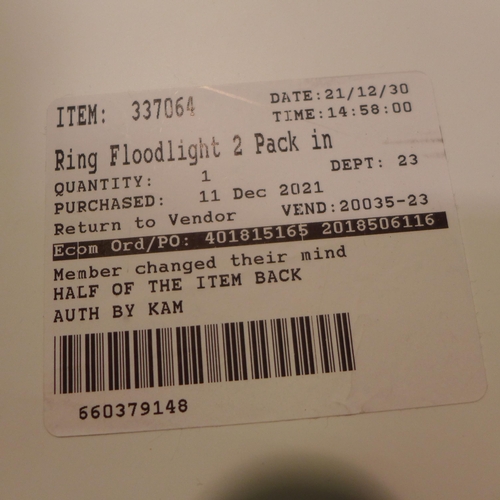 ITEM: 337064 DATE:21/12/30
TIME:14:58:00
Ring Floodlight 2 Pack in
QUANTITY: 1 DEPT: 23
PURCHASED: 11 Dec 2021
Return to Vendor VEND:20035-23
Ecom Ord/PO: 401815165 2018506116
Member changed their mind
HALF OF THE ITEM BACK
AUTH BY KAM
660379148